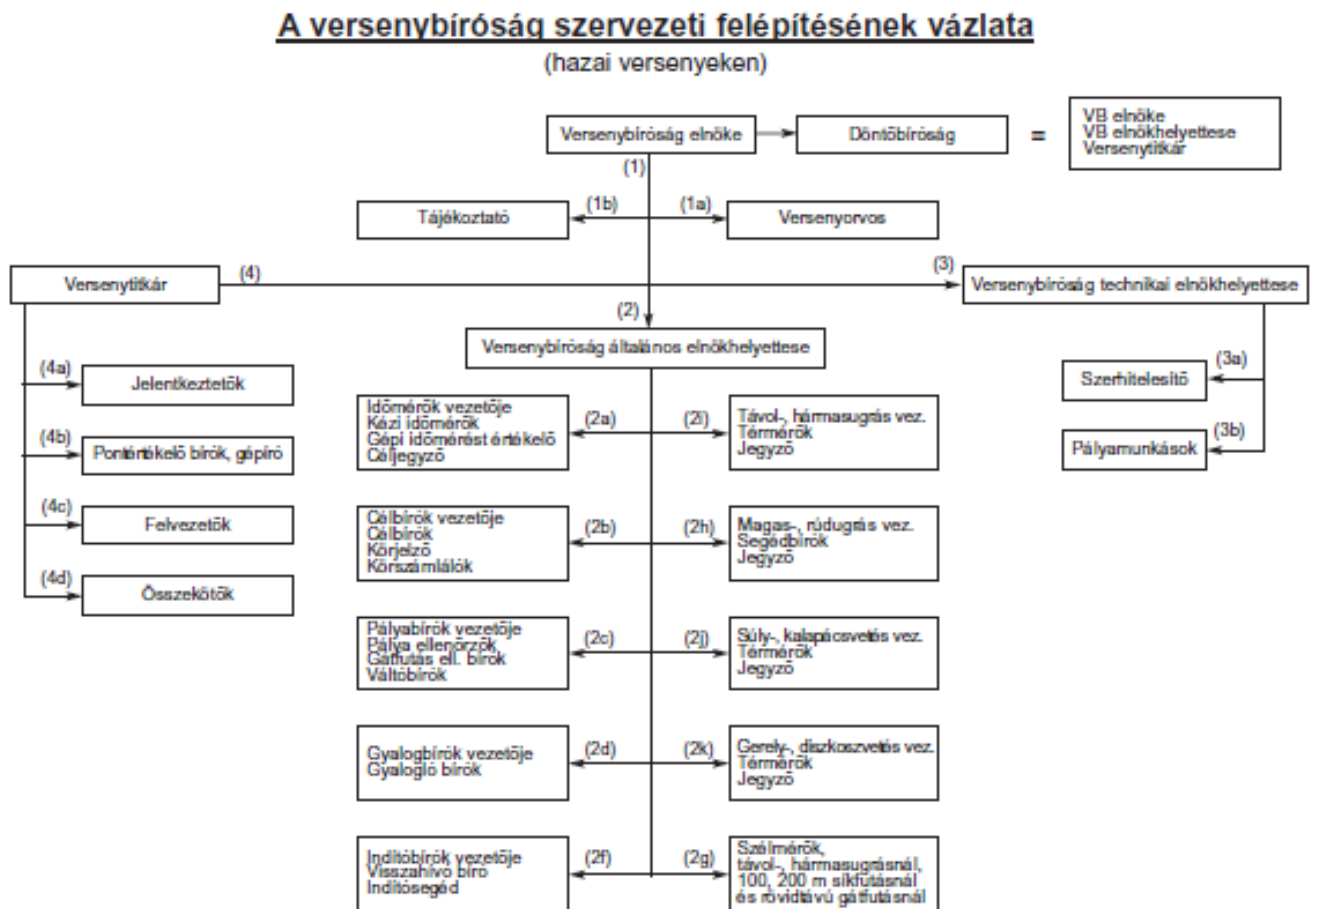 A versenybíróság szervezeti felépítésének vázlata
(hazai versenyeken)
Versenybíróság elnöke
Döntőbíróság
=
VB elnöke
VB elnökhelyettese
Versenytitkár
(1)
Tájékoztató
(1b)
(1a)
Versenyorvos
Versenytitkár
(4)
(3)
Versenybíróság technikai elnökhelyettese
(2)
Versenybíróság általános elnökhelyettese
(4a)
Jelentkeztetők
(4b)
Pontértékelő bírók, gépíró
(4c)
Felvezetők
(4d)
Összekötők
(3a)
Szerhitelesítő
(3b)
Pályamunkások
Időmérők vezetője
Kézi időmérők
Gépi időmérést értékelő
Céljegyző
(2a)
(2i)
Távol-, hármasugrás vez.
Térmérők
Jegyző
Célbírók vezetője
Célbírók
Körjelző
Körszámlálók
(2b)
(2h)
Magas-, rúdugrás vez.
Segédbírók
Jegyző
Pályabírók vezetője
Pálya ellenőrzők
Gátfutás ell. bírók
Váltóbírók
(2c)
(2j)
Súly-, kalapácsvetés vez.
Térmérők
Jegyző
Gyalogbírók vezetője
Gyalogló bírók
(2d)
(2k)
Gerely-, diszkoszvetés vez.
Térmérők
Jegyző
Indítóbírók vezetője
Visszahívó bíró
Indítósegéd
(2f)
(2g)
Szélmérők,
távol-, hármasugrásnál,
100, 200 m síkfutásnál
és rövidtávú gátfutásnál